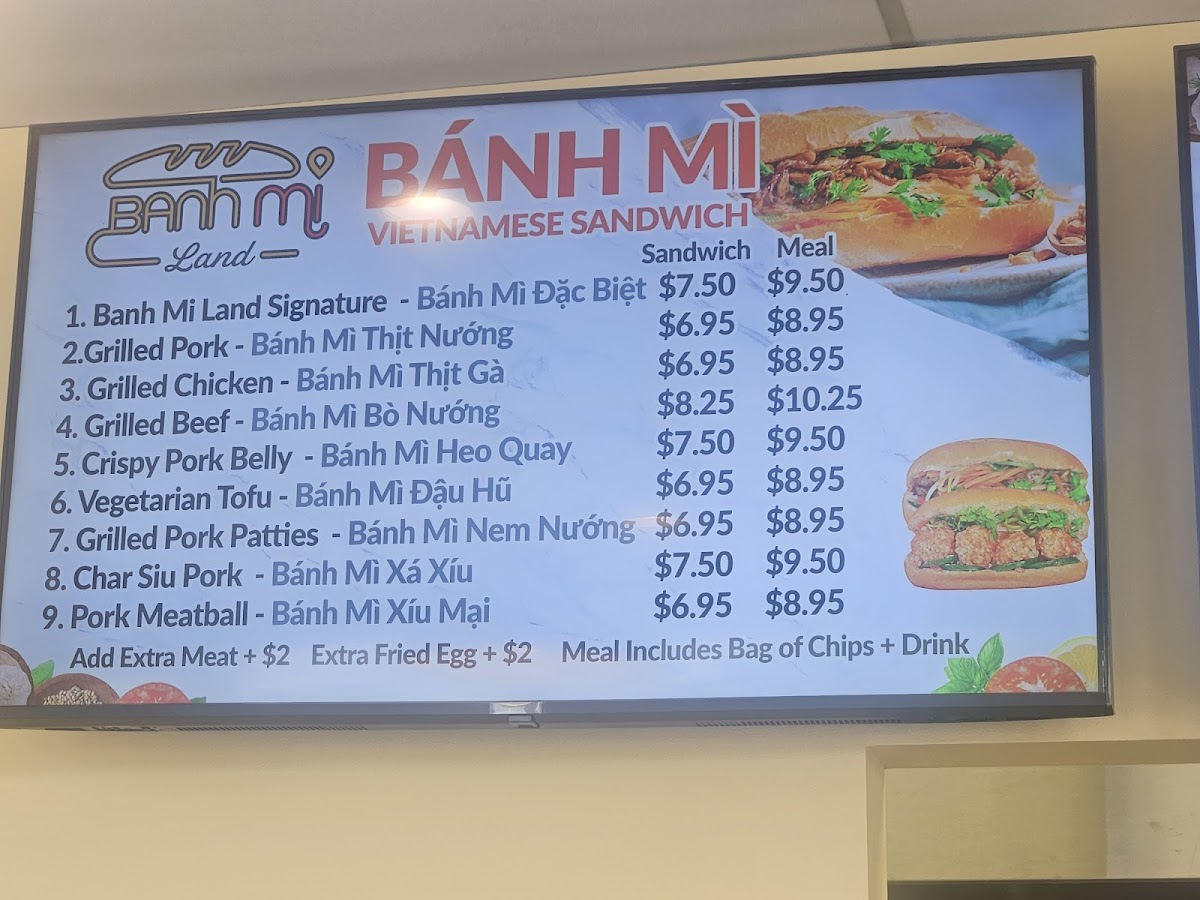 BANH MI
Land
BÁNH MÌ
VIETNAMESE SANDWICH
Sandwich Meal
1. Banh Mi Land Signature - Bánh Mì Đặc Biệt $7.50 $9.50
2.Grilled Pork - Bánh Mì Thịt Nướng $6.95 $8.95
3. Grilled Chicken - Bánh Mì Thịt Gà $6.95 $8.95
4. Grilled Beef - Bánh Mì Bò Nướng $8.25 $10.25
5. Crispy Pork Belly - Bánh Mì Heo Quay $7.50 $9.50
6. Vegetarian Tofu - Bánh Mì Đậu Hũ $6.95 $8.95
7. Grilled Pork Patties - Bánh Mì Nem Nướng $6.95 $8.95
8. Char Siu Pork - Bánh Mì Xá Xíu $7.50 $9.50
9. Pork Meatball - Bánh Mì Xíu Mại $6.95 $8.95
Add Extra Meat + $2 Extra Fried Egg + $2 Meal Includes Bag of Chips + Drink